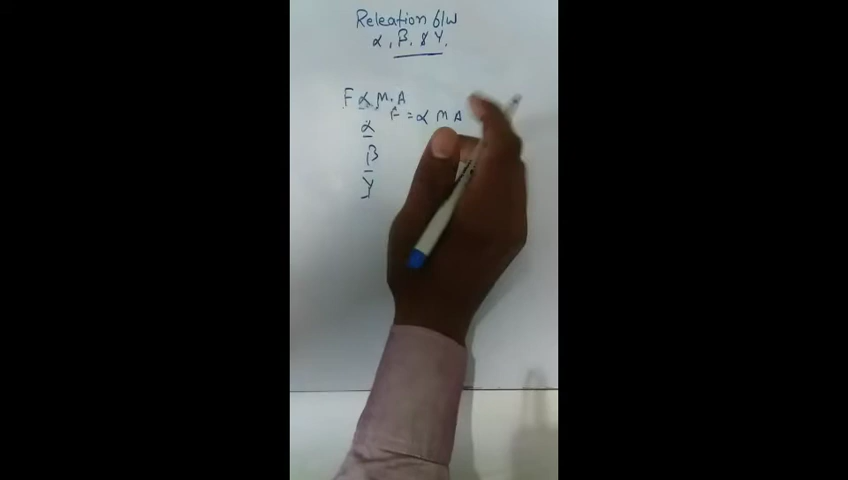 Releation b/w
α, β. & γ.
F α M.A
F = α M A
α
β
γ